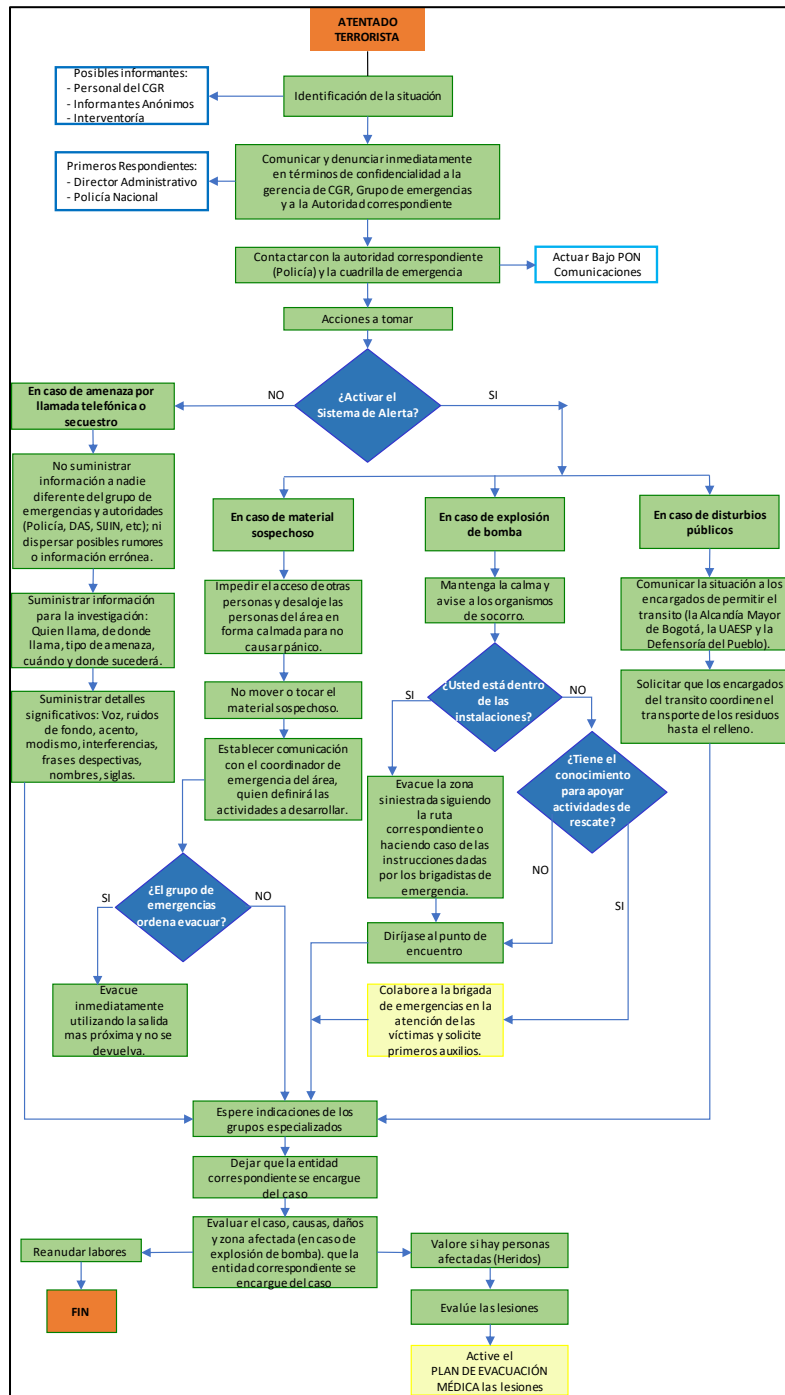 ATENTADO
TERRORISTA
Posibles informantes:
- Personal del CGR
- Informantes Anónimos
- Interventoría
Identificación de la situación
Primeros Respondientes:
- Director Administrativo
- Policía Nacional
Comunicar y denunciar inmediatamente
en términos de confidencialidad a la
gerencia de CGR, Grupo de emergencias
y a la Autoridad correspondiente
Contactar con la autoridad correspondiente
(Policía) y la cuadrilla de emergencia
Actuar Bajo PON
Comunicaciones
Acciones a tomar
¿Activar el
Sistema de Alerta?
NO
SI
En caso de amenaza por
llamada telefónica o
secuestro
No suministrar
información a nadie
diferente del grupo de
emergencias y autoridades
(Policía, DAS, SIJIN, etc); ni
dispersar posibles rumores
o información errónea.
Suministrar información
para la investigación:
Quien llama, de donde
llama, tipo de amenaza,
cuándo y donde sucederá.
Suministrar detalles
significativos: Voz, ruidos
de fondo, acento,
modismo, interferencias,
frases despectivas,
nombres, siglas.
En caso de material
sospechoso
Impedir el acceso de otras
personas y desaloje las
personas del área en
forma calmada para no
causar pánico.
No mover o tocar el
material sospechoso.
Establecer comunicación
con el coordinador de
emergencia del área,
quien definirá las
actividades a desarrollar.
¿El grupo de
emergencias
ordena evacuar?
SI
NO
Evacue
inmediatamente
utilizando la salida
mas próxima y no se
devuelva.
En caso de explosión
de bomba
Mantenga la calma y
avise a los organismos
de socorro.
¿Usted está dentro
de las
instalaciones?
SI
NO
Evacue la zona
siniestrada siguiendo
la ruta
correspondiente o
haciendo caso de las
instrucciones dadas
por los brigadistas de
emergencia.
¿Tiene el
conocimiento
para apoyar
actividades de
rescate?
NO
SI
Diríjase al punto de
encuentro
Colabore a la brigada
de emergencias en la
atención de las
víctimas y solicite
primeros auxilios.
En caso de disturbios
públicos
Comunicar la situación a los
encargados de permitir el
transito (la Alcandía Mayor
de Bogotá, la UAESP y la
Defensoría del Pueblo).
Solicitar que los encargados
del transito coordinen el
transporte de los residuos
hasta el relleno.
Espere indicaciones de los
grupos especializados
Dejar que la entidad
correspondiente se encargue
del caso
Evaluar el caso, causas, daños
y zona afectada (en caso de
explosión de bomba). que la
entidad correspondiente se
encargue del caso
Reanudar labores
FIN
Valore si hay personas
afectadas (Heridos)
Evalúe las lesiones
Active el
PLAN DE EVACUACIÓN
MÉDICA las lesiones